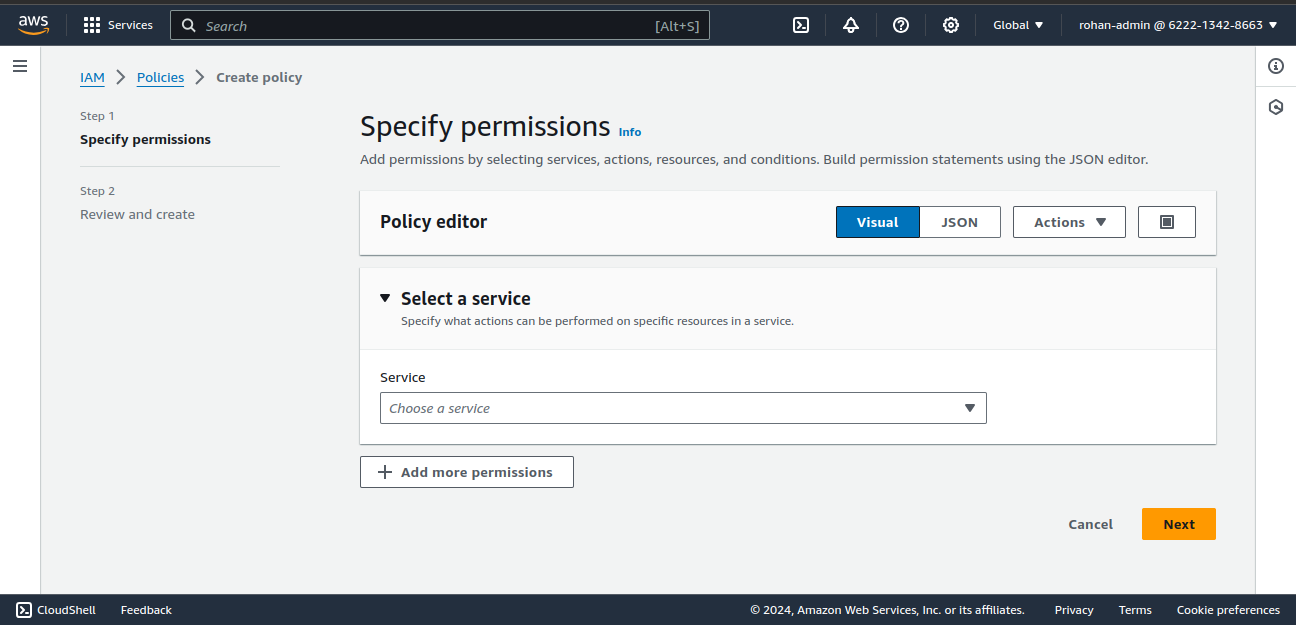 aws
Services
Search [Alt+S]
Global
rohan-admin @ 6222-1342-8663
IAM
Policies
Create policy
Step 1
Specify permissions
Step 2
Review and create
Specify permissions Info
Add permissions by selecting services, actions, resources, and conditions. Build permission statements using the JSON editor.
Policy editor
Visual
JSON
Actions
Select a service
Specify what actions can be performed on specific resources in a service.
Service
Choose a service
Add more permissions
Cancel
Next
CloudShell
Feedback
© 2024, Amazon Web Services, Inc. or its affiliates.
Privacy
Terms
Cookie preferences